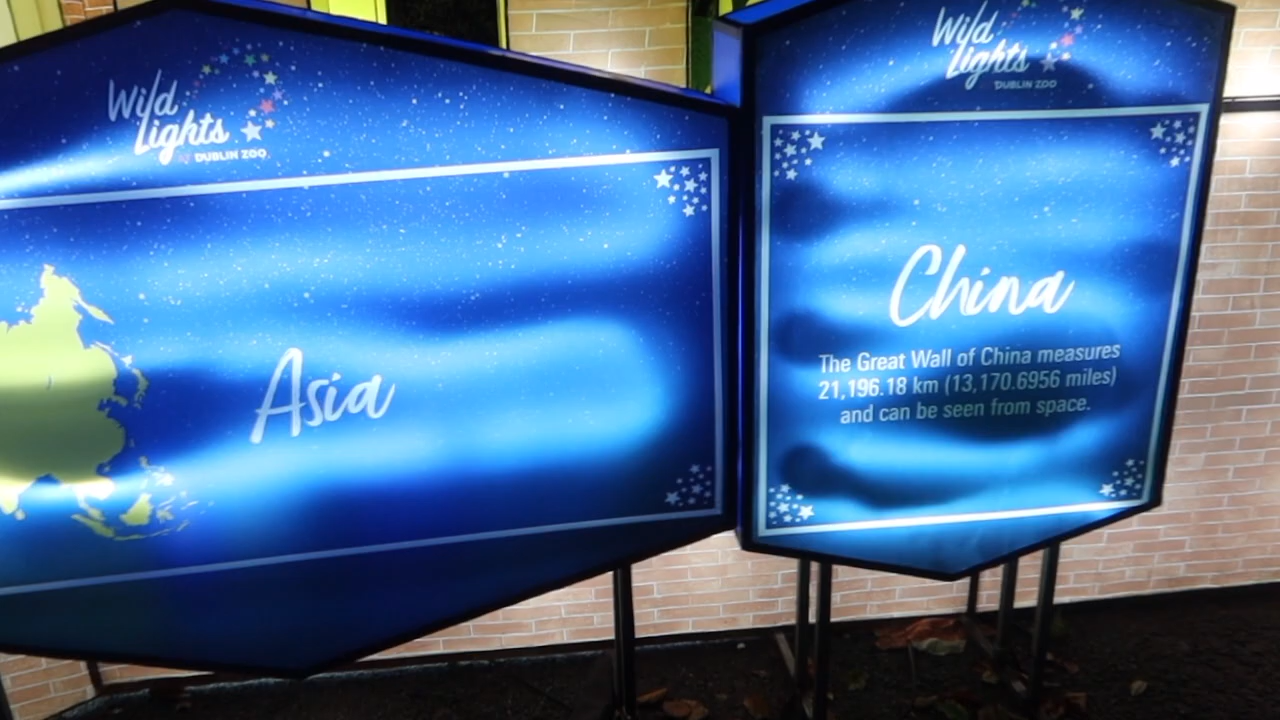 Wild
Lights
AT DUBLIN ZOO
Asia
Wild
Lights
DUBLIN ZOO
China
The Great Wall of China measures
21,196.18 km (13,170.6956 miles)
and can be seen from space.